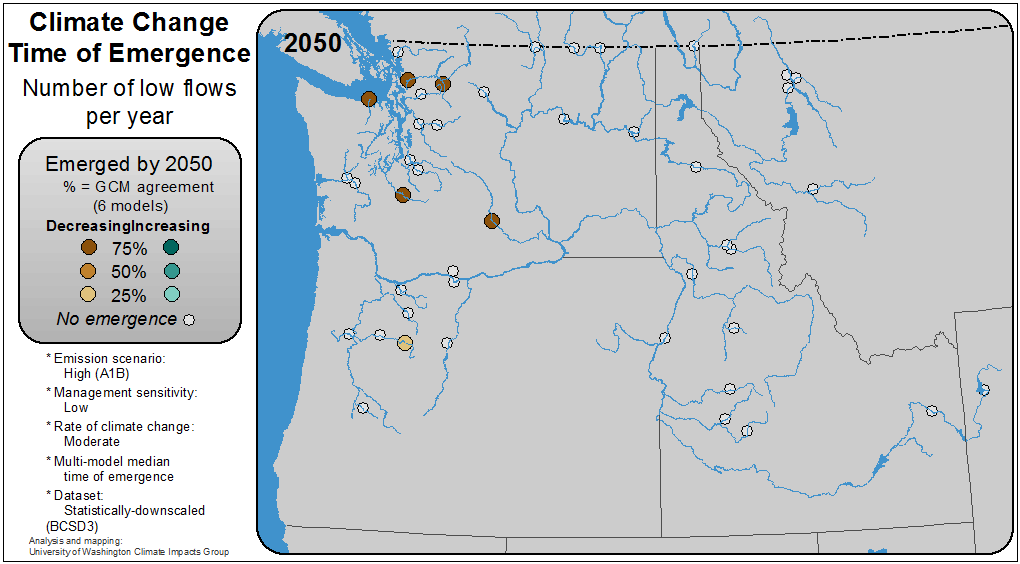 Climate Change
Time of Emergence
Number of low flows
per year
2050
Emerged by 2050
% = GCM agreement
(6 models)
DecreasingIncreasing
75%
50%
25%
No emergence
* Emission scenario:
High (A1B)
* Management sensitivity:
Low
* Rate of climate change:
Moderate
* Multi-model median
time of emergence
* Dataset:
Statistically-downscaled
(BCSD3)
Analysis and mapping:
University of Washington Climate Impacts Group